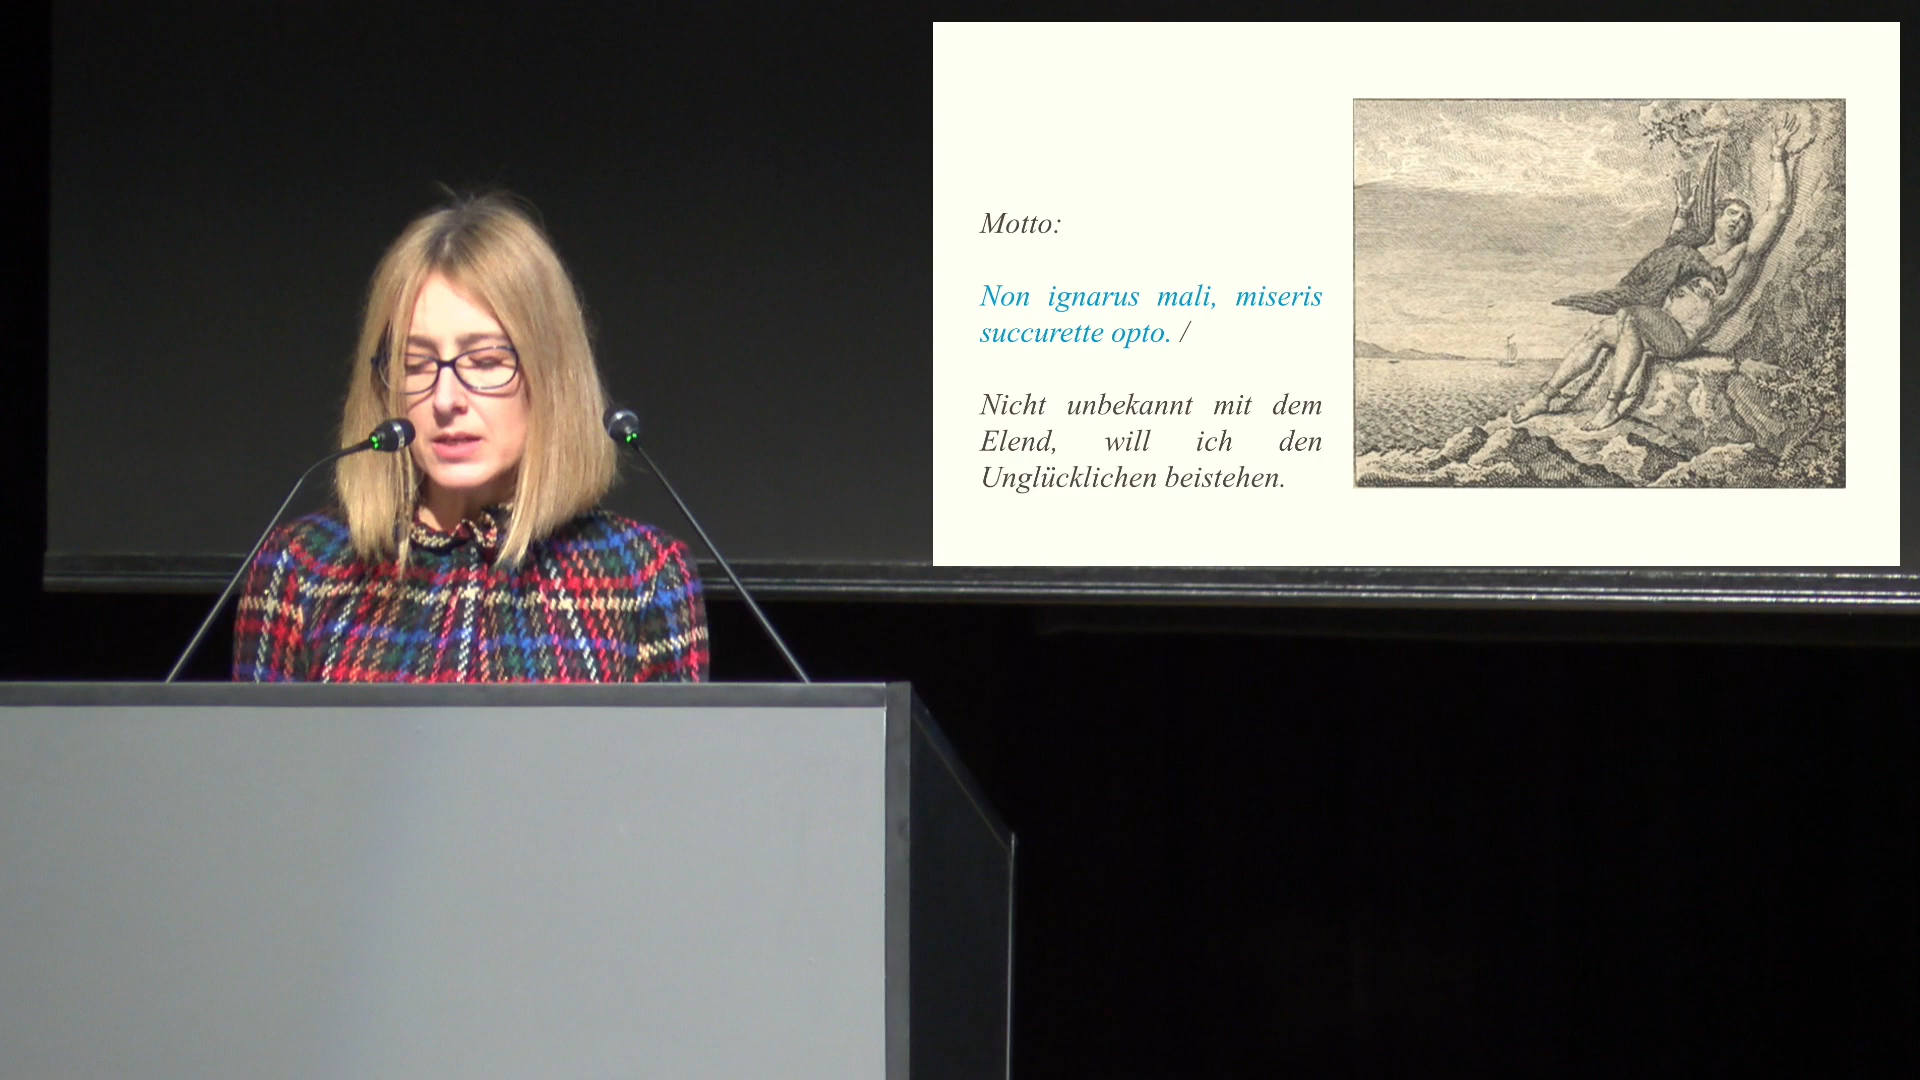 Motto:
Non ignarus mali, miseris
succurette opto. /
Nicht unbekannt mit dem
Elend, will ich den
Unglücklichen beistehen.